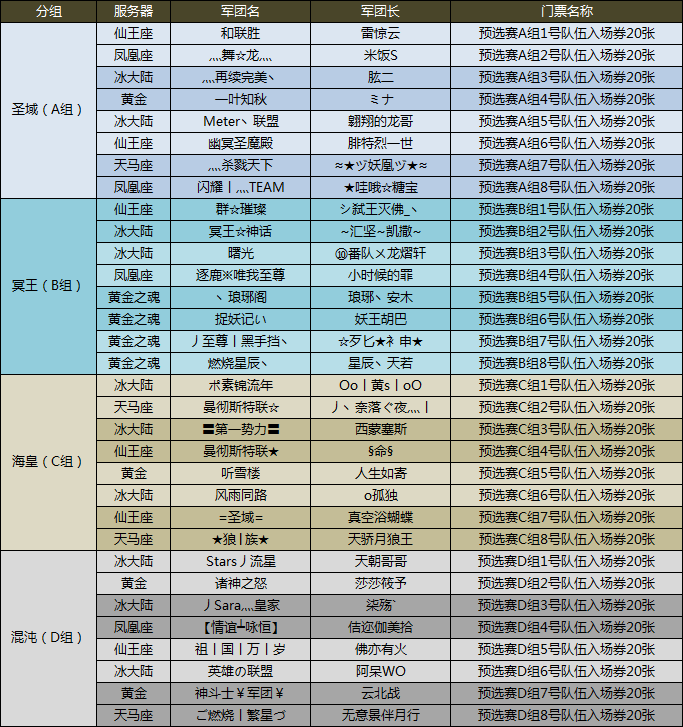 分组 服务器 军团名 军团长 门票名称
圣域（A组）
仙王座 和联胜 雷惊云 预选赛A组1号队伍入场券20张
凤凰座 灬舞☆龙灬 米饭S 预选赛A组2号队伍入场券20张
冰大陆 灬再续完美丶 胘二 预选赛A组3号队伍入场券20张
黄金 一叶知秋 ミナ 预选赛A组4号队伍入场券20张
冰大陆 Meter丶联盟 翱翔的龙哥 预选赛A组5号队伍入场券20张
仙王座 幽冥圣魔殿 腓特烈一世 预选赛A组6号队伍入场券20张
天马座 灬杀戮天下 ≈★ヅ妖凰ヅ★≈ 预选赛A组7号队伍入场券20张
凤凰座 闪耀丨灬TEAM ★哇哦☆糖宝 预选赛A组8号队伍入场券20张
冥王（B组）
仙王座 群☆璀璨 シ弑王灭佛_丶 预选赛B组1号队伍入场券20张
冰大陆 冥王☆神话 ~汇坚~凯撒~ 预选赛B组2号队伍入场券20张
冰大陆 曙光 ⑩番队メ龙熠轩 预选赛B组3号队伍入场券20张
凤凰座 逐鹿※唯我至尊 小时候的罪 预选赛B组4号队伍入场券20张
黄金之魂 丶琅琊阁 琅琊丶安木 预选赛B组5号队伍入场券20张
黄金之魂 捉妖记い 妖王胡巴 预选赛B组6号队伍入场券20张
黄金之魂 丿至尊丨黑手挡丶 ☆歹匕★礻申★ 预选赛B组7号队伍入场券20张
黄金之魂 燃烧星辰丶 星辰丶天若 预选赛B组8号队伍入场券20张
海皇（C组）
冰大陆 ポ素锦流年 Oo丨黄s丨oO 预选赛C组1号队伍入场券20张
天马座 曼彻斯特联☆ 丿丶奈落ぐ夜灬丨 预选赛C组2号队伍入场券20张
冰大陆 〓第一势力〓 西蒙塞斯 预选赛C组3号队伍入场券20张
仙王座 曼彻斯特联★ §命§ 预选赛C组4号队伍入场券20张
黄金 听雪楼 人生如寄 预选赛C组5号队伍入场券20张
冰大陆 风雨同路 o孤独 预选赛C组6号队伍入场券20张
仙王座 =圣域= 真空浴蝴蝶 预选赛C组7号队伍入场券20张
天马座 ★狼丨族★ 天骄月狼王 预选赛C组8号队伍入场券20张
混沌（D组）
冰大陆 Stars丿流星 天朝哥哥 预选赛D组1号队伍入场券20张
黄金 诸神之怒 莎莎筱予 预选赛D组2号队伍入场券20张
冰大陆 丿Sara灬皇家 柒殇` 预选赛D组3号队伍入场券20张
凤凰座 【情谊┾咏恒】 佶迩伽美拾 预选赛D组4号队伍入场券20张
仙王座 祖丨国丨万丨岁 佛亦有火 预选赛D组5号队伍入场券20张
冰大陆 英雄の联盟 阿呆WO 预选赛D组6号队伍入场券20张
黄金 神斗士￥军团￥ 云北战 预选赛D组7号队伍入场券20张
天马座 ご燃烧丨繁星づ 无意景伴月行 预选赛D组8号队伍入场券20张